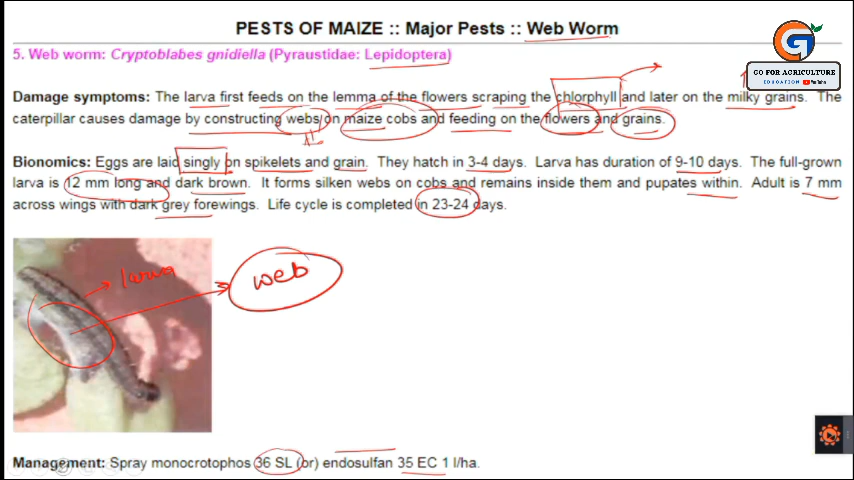 PESTS OF MAIZE :: Major Pests :: Web Worm
GO FOR AGRICULTURE
EDUCATION YouTube
5. Web worm: Cryptoblabes gnidiella (Pyraustidae: Lepidoptera)
Damage symptoms: The larva first feeds on the lemma of the flowers scraping the chlorphyll and later on the milky grains. The
caterpillar causes damage by constructing webs on maize cobs and feeding on the flowers and grains.
Bionomics: Eggs are laid singly on spikelets and grain. They hatch in 3-4 days. Larva has duration of 9-10 days. The full-grown
larva is 12 mm long and dark brown. It forms silken webs on cobs and remains inside them and pupates within. Adult is 7 mm
across wings with dark grey forewings. Life cycle is completed in 23-24 days.
larva
web
Management: Spray monocrotophos 36 SL (or) endosulfan 35 EC 1 l/ha.